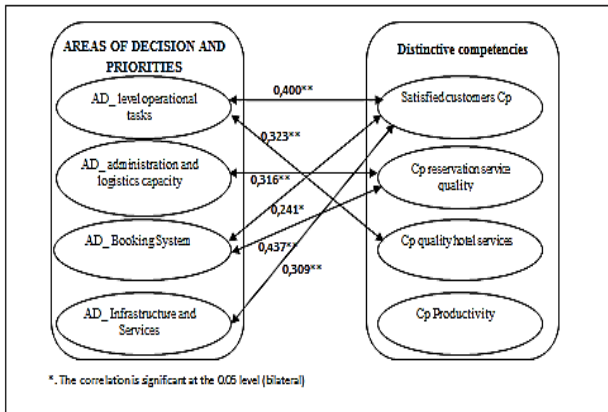 AREAS OF DECISION AND
PRIORITIES
AD_ level operational
tasks
AD_ administration and
logistics capacity
AD_ Booking System
AD_ Infrastructure and
Services
0,400**
0,323**
0,316**
0,241*
0,437**
0,309**
Distinctive competencies
Satisfied customers Cp
Cp reservation service
quality
Cp quality hotel services
Cp Productivity
*. The correlation is significant at the 0.05 level (bilateral)